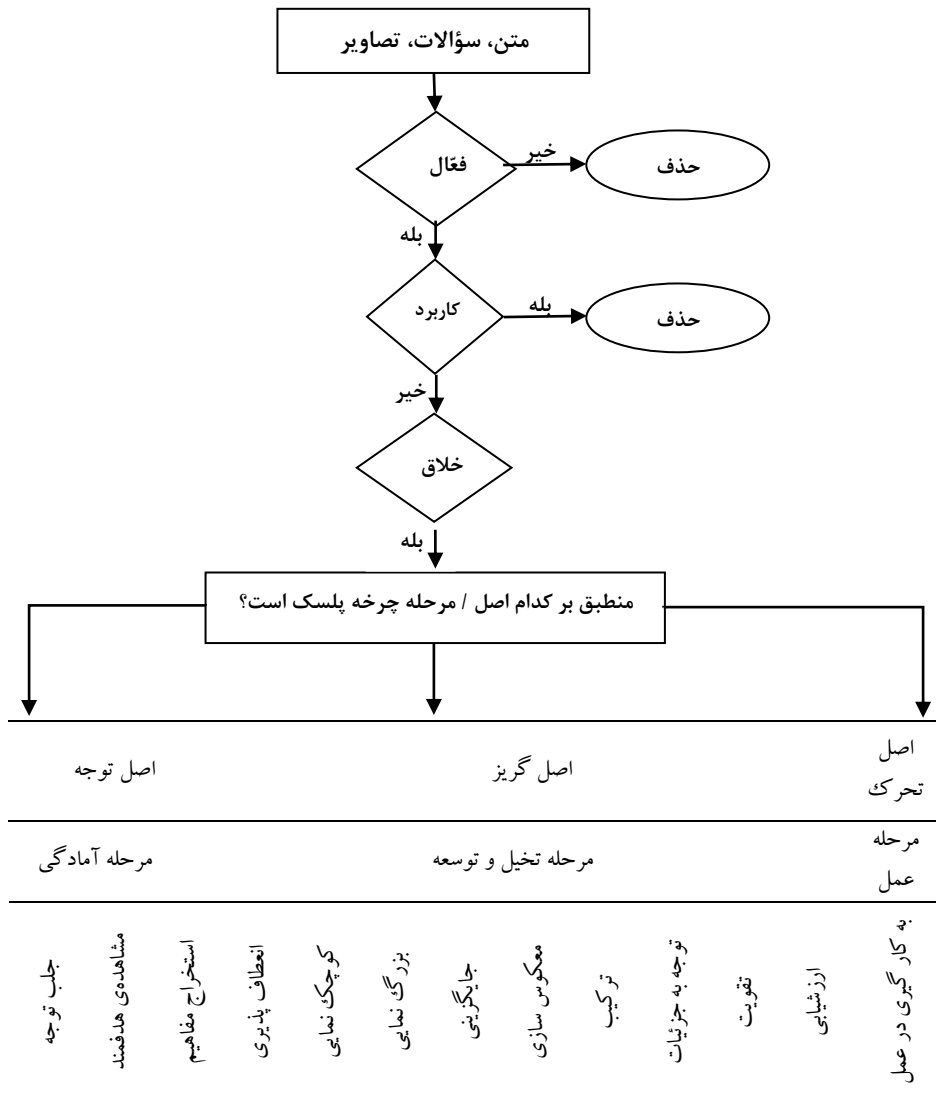 متن، سؤالات، تصاویر
فعّال
خیر
حذف
بله
کاربرد
بله
حذف
خیر
خلاق
بله
منطبق بر کدام اصل / مرحله چرخه پلسک است؟
اصل
تحرک
اصل گریز
اصل توجه
مرحله
عمل
مرحله تخیل و توسعه
مرحله آمادگی
به کار گیری در عمل
ارزشیابی
تقویت
توجه به جزئیات
ترکیب
معکوس سازی
جایگزینی
بزرگ نمایی
کوچک نمایی
انعطاف پذیری
استخراج مفاهیم
مشاهده‌ی هدفمند
جلب توجه